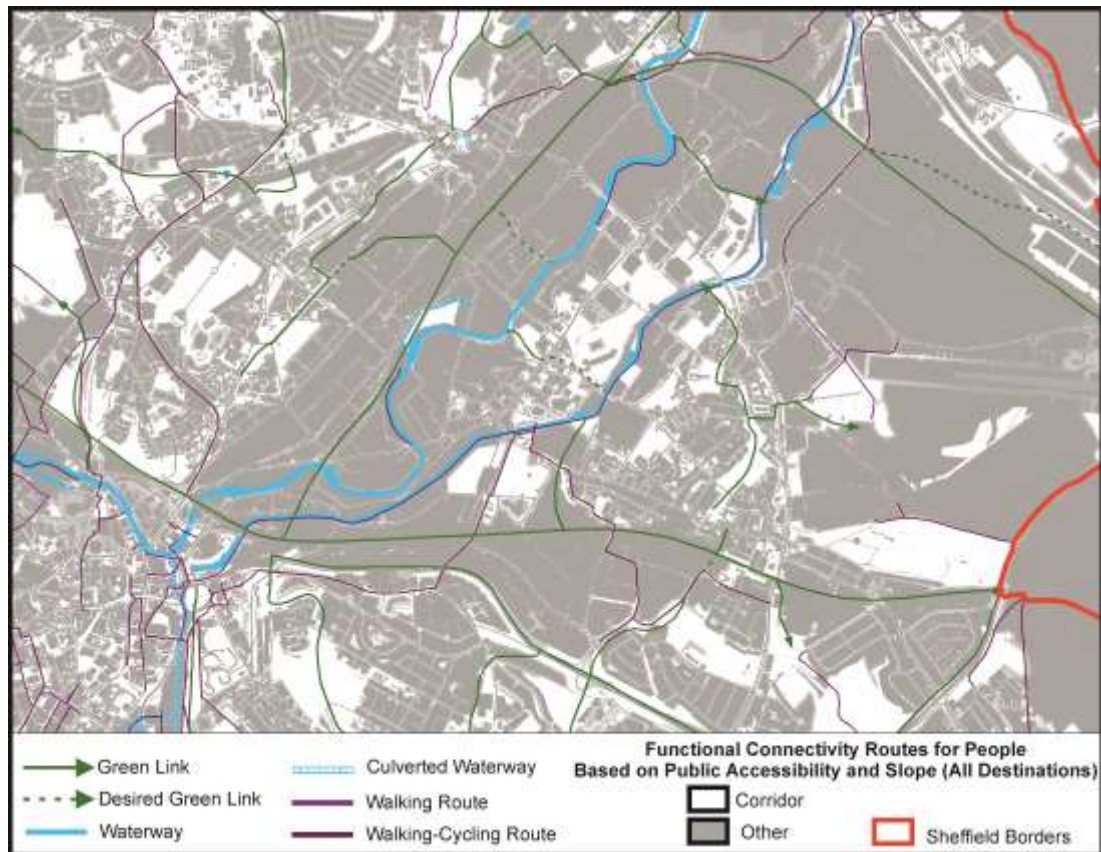 Green Link
Desired Green Link
Waterway
Culverted Waterway
Walking Route
Walking-Cycling Route
Functional Connectivity Routes for People
Based on Public Accessibility and Slope (All Destinations)
Corridor
Other
Sheffield Borders